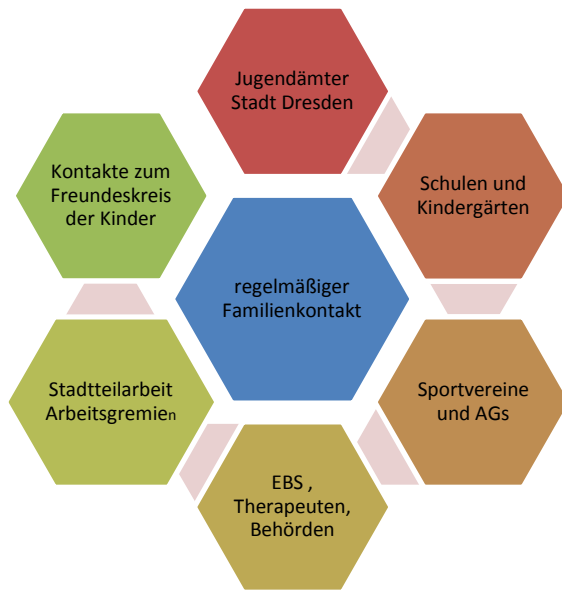 Jugendämter
Stadt Dresden
Kontakte zum
Freundeskreis
der Kinder
Schulen und
Kindergärten
regelmäßiger
Familienkontakt
Stadtteilarbeit
Arbeitsgremien
Sportvereine
und AGs
EBS ,
Therapeuten,
Behörden